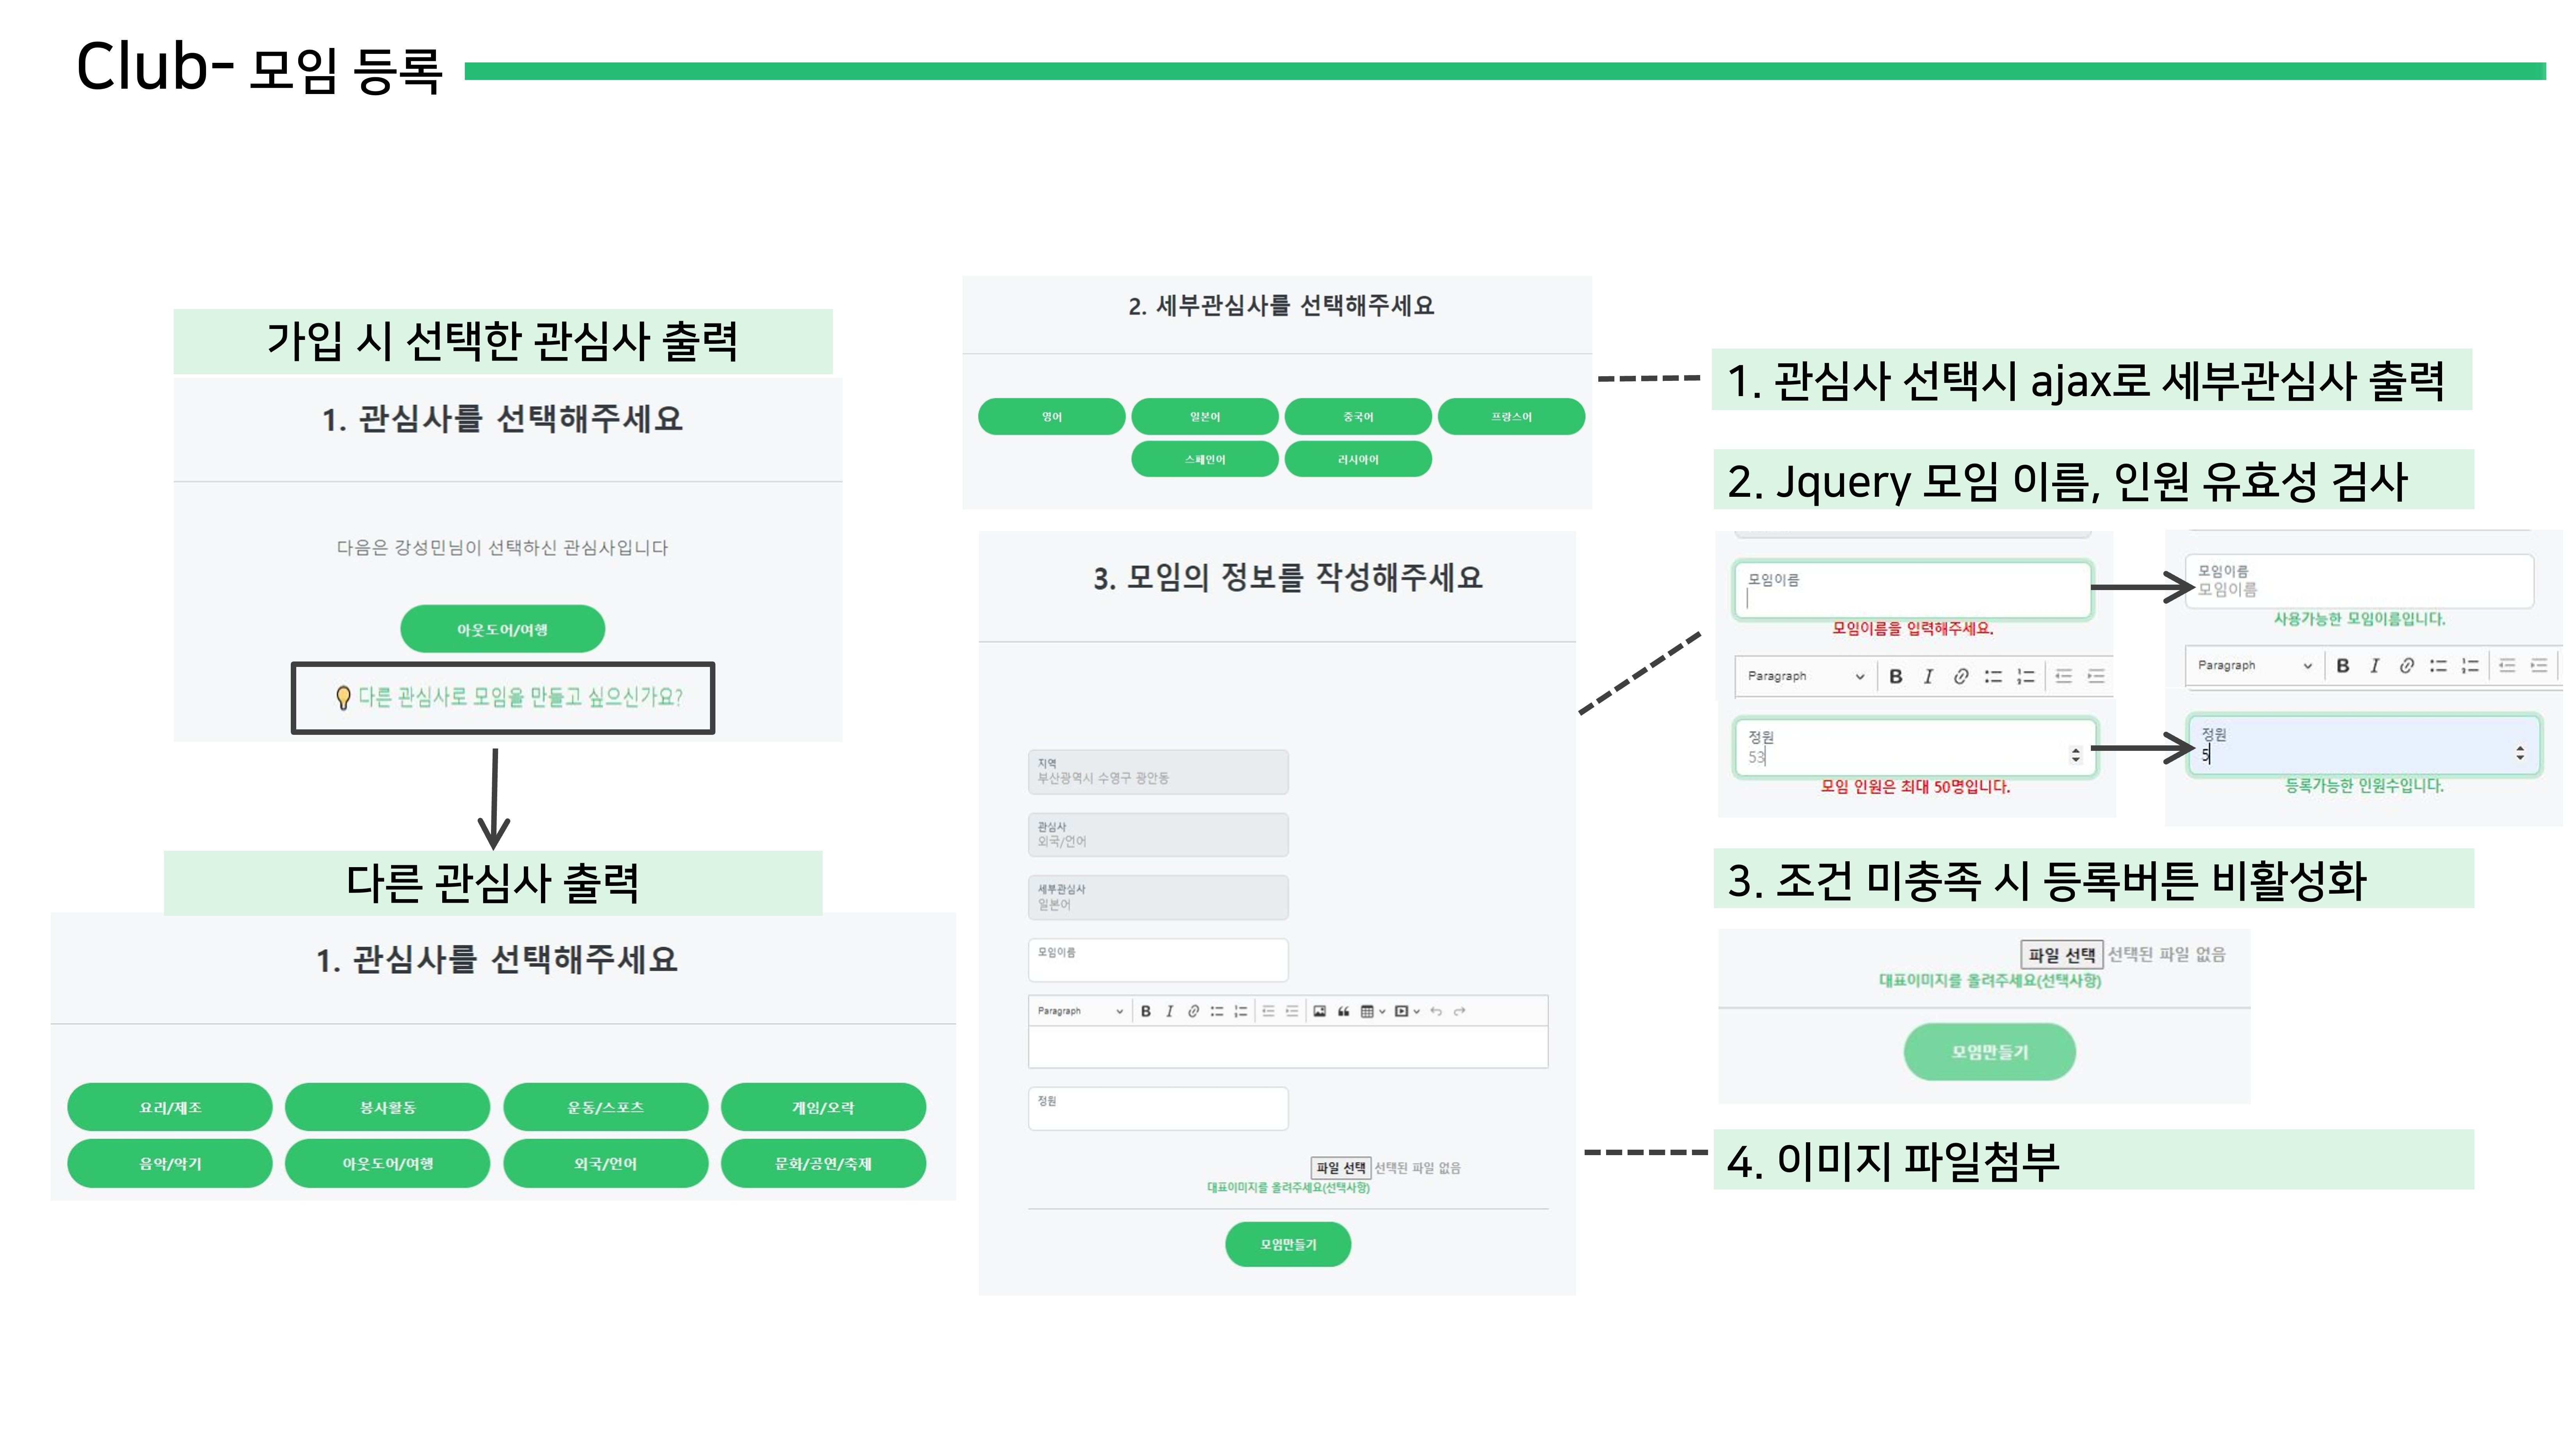 Club- 모임 등록
가입 시 선택한 관심사 출력
1. 관심사를 선택해주세요
다음은 강성민님이 선택하신 관심사입니다
아웃도어/여행
다른 관심사로 모임을 만들고 싶으신가요?
다른 관심사 출력
1. 관심사를 선택해주세요
요리/제조 봉사활동 운동/스포츠 게임/오락
음악/악기 아웃도어/여행 외국/언어 문화/공연/축제
2. 세부관심사를 선택해주세요
영어 일본어 중국어 프랑스어
스페인어 러시아어
3. 모임의 정보를 작성해주세요
지역
부산광역시 수영구 광안동
관심사
외국/언어
세부관심사
일본어
모임이름
Paragraph
정원
파일 선택 선택된 파일 없음
대표이미지를 올려주세요(선택사항)
모임만들기
1. 관심사 선택시 ajax로 세부관심사 출력
2. Jquery 모임 이름, 인원 유효성 검사
모임이름
모임이름을 입력해주세요.
Paragraph
정원
53
모임 인원은 최대 50명입니다.
모임이름
모임이름
사용가능한 모임이름입니다.
Paragraph
정원
5
등록가능한 인원수입니다.
3. 조건 미충족 시 등록버튼 비활성화
파일 선택 선택된 파일 없음
대표이미지를 올려주세요(선택사항)
모임만들기
4. 이미지 파일첨부